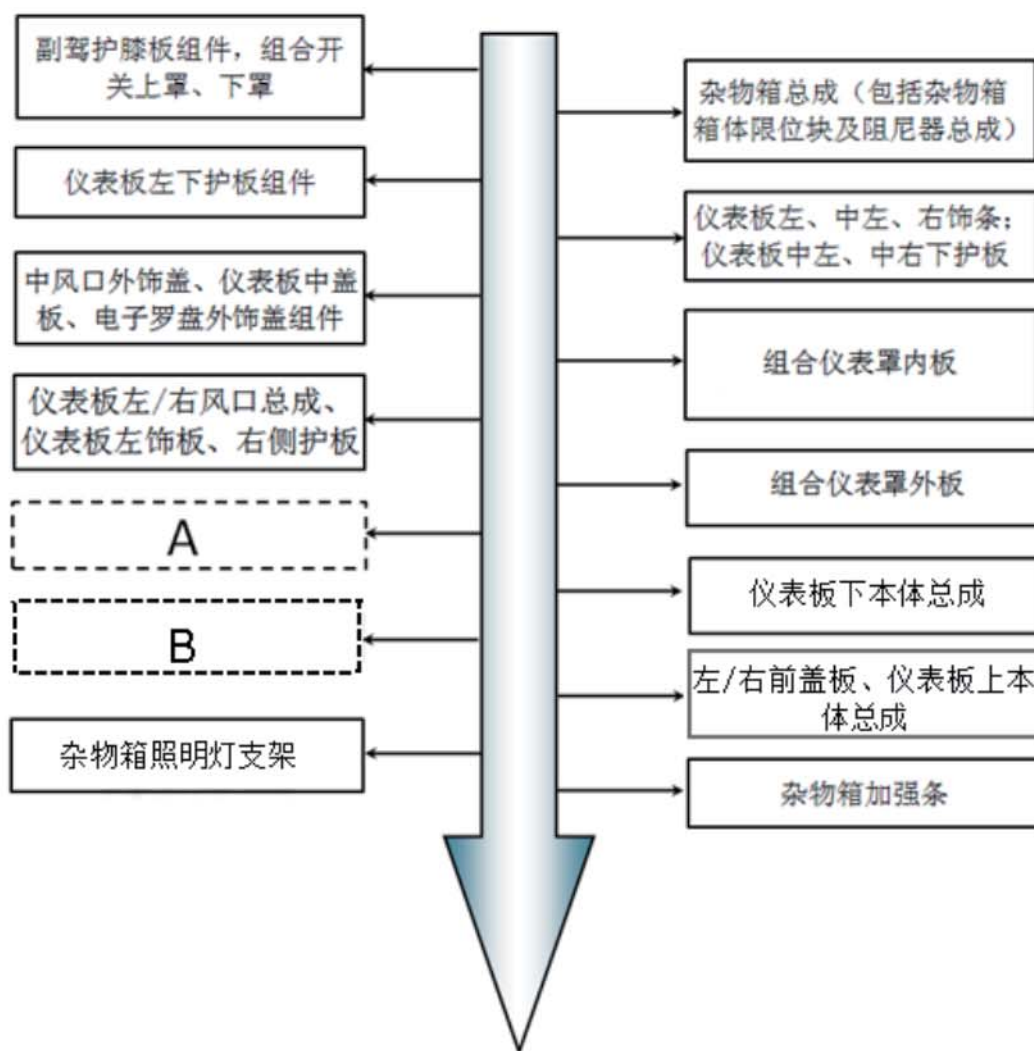 副驾护膝板组件，组合开
关上罩、下罩
杂物箱总成（包括杂物箱
箱体限位块及阻尼器总成）
仪表板左下护板组件
仪表板左、中左、右饰条；
仪表板中左、中右下护板
中风口外饰盖、仪表板中盖
板、电子罗盘外饰盖组件
组合仪表罩内板
仪表板左/右风口总成、
仪表板左饰板、右侧护板
组合仪表罩外板
A
仪表板下本体总成
B
左/右前盖板、仪表板上本
体总成
杂物箱照明灯支架
杂物箱加强条